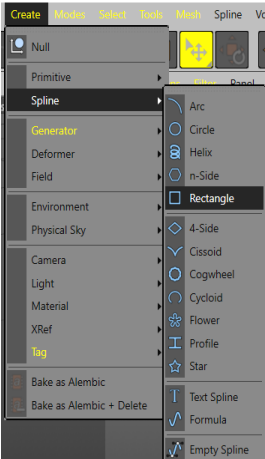 Create Modes Select Tools Mesh Spline
Null
Filter Panel
Primitive
Spline
Generator
Deformer
Field
Environment
Physical Sky
Camera
Light
Material
XRef
Tag
Bake as Alembic
Bake as Alembic + Delete
Arc
Circle
Helix
n-Side
Rectangle
4-Side
Cissoid
Cogwheel
Cycloid
Flower
Profile
Star
Text Spline
Formula
Empty Spline